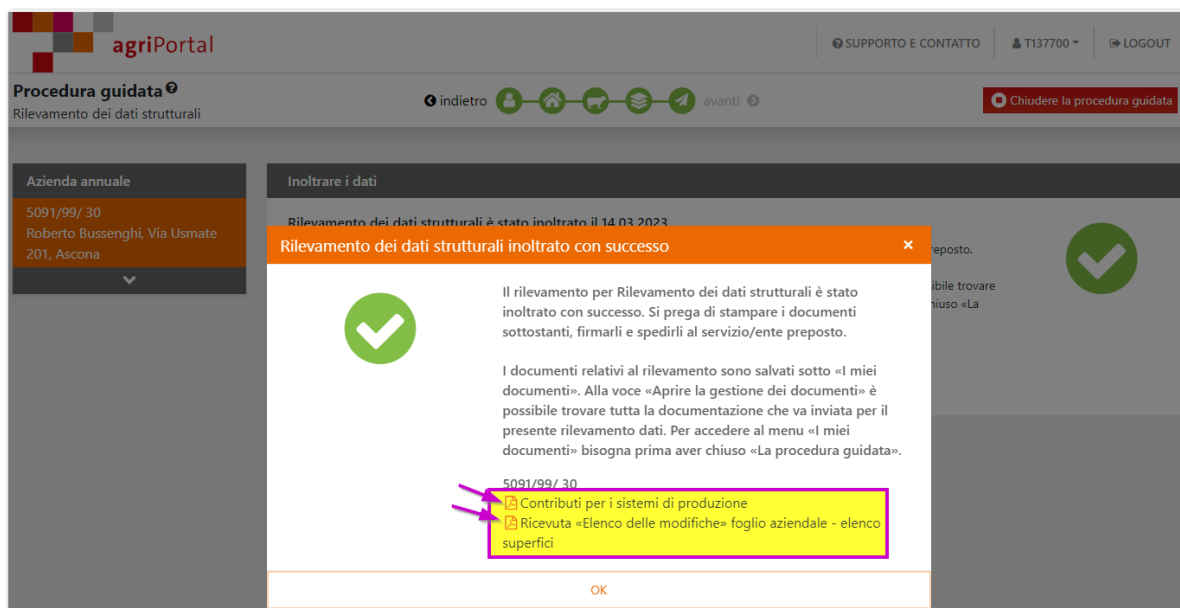 agriPortal
SUPPORTO E CONTATTO
T137700
LOGOUT
Procedura guidata
Rilevamento dei dati strutturali
indietro
avanti
Chiudere la procedura guidata
Azienda annuale
5091/99/ 30
Roberto Bussenghi, Via Usmate
201, Ascona
Inoltrare i dati
Rilevamento dei dati strutturali è stato inoltrato il 14.03.2023
reposto.
ibile trovare
hiuso «La
Rilevamento dei dati strutturali inoltrato con successo
×
Il rilevamento per Rilevamento dei dati strutturali è stato
inoltrato con successo. Si prega di stampare i documenti
sottostanti, firmarli e spedirli al servizio/ente preposto.
I documenti relativi al rilevamento sono salvati sotto «I miei
documenti». Alla voce «Aprire la gestione dei documenti» è
possibile trovare tutta la documentazione che va inviata per il
presente rilevamento dati. Per accedere al menu «I miei
documenti» bisogna prima aver chiuso «La procedura guidata».
5091/99/ 30
Contributi per i sistemi di produzione
Ricevuta «Elenco delle modifiche» foglio aziendale - elenco
superfici
OK